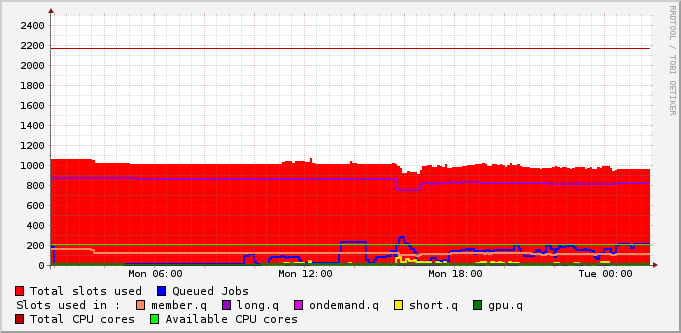 RRDTOOL / TOBI OETIKER
2400
2200
2000
1800
1600
1400
1200
1000
800
600
400
200
0
Mon 06:00 Mon 12:00 Mon 18:00 Tue 00:00
Total slots used Queued Jobs
Slots used in : member.q long.q ondemand.q short.q gpu.q
Total CPU cores Available CPU cores